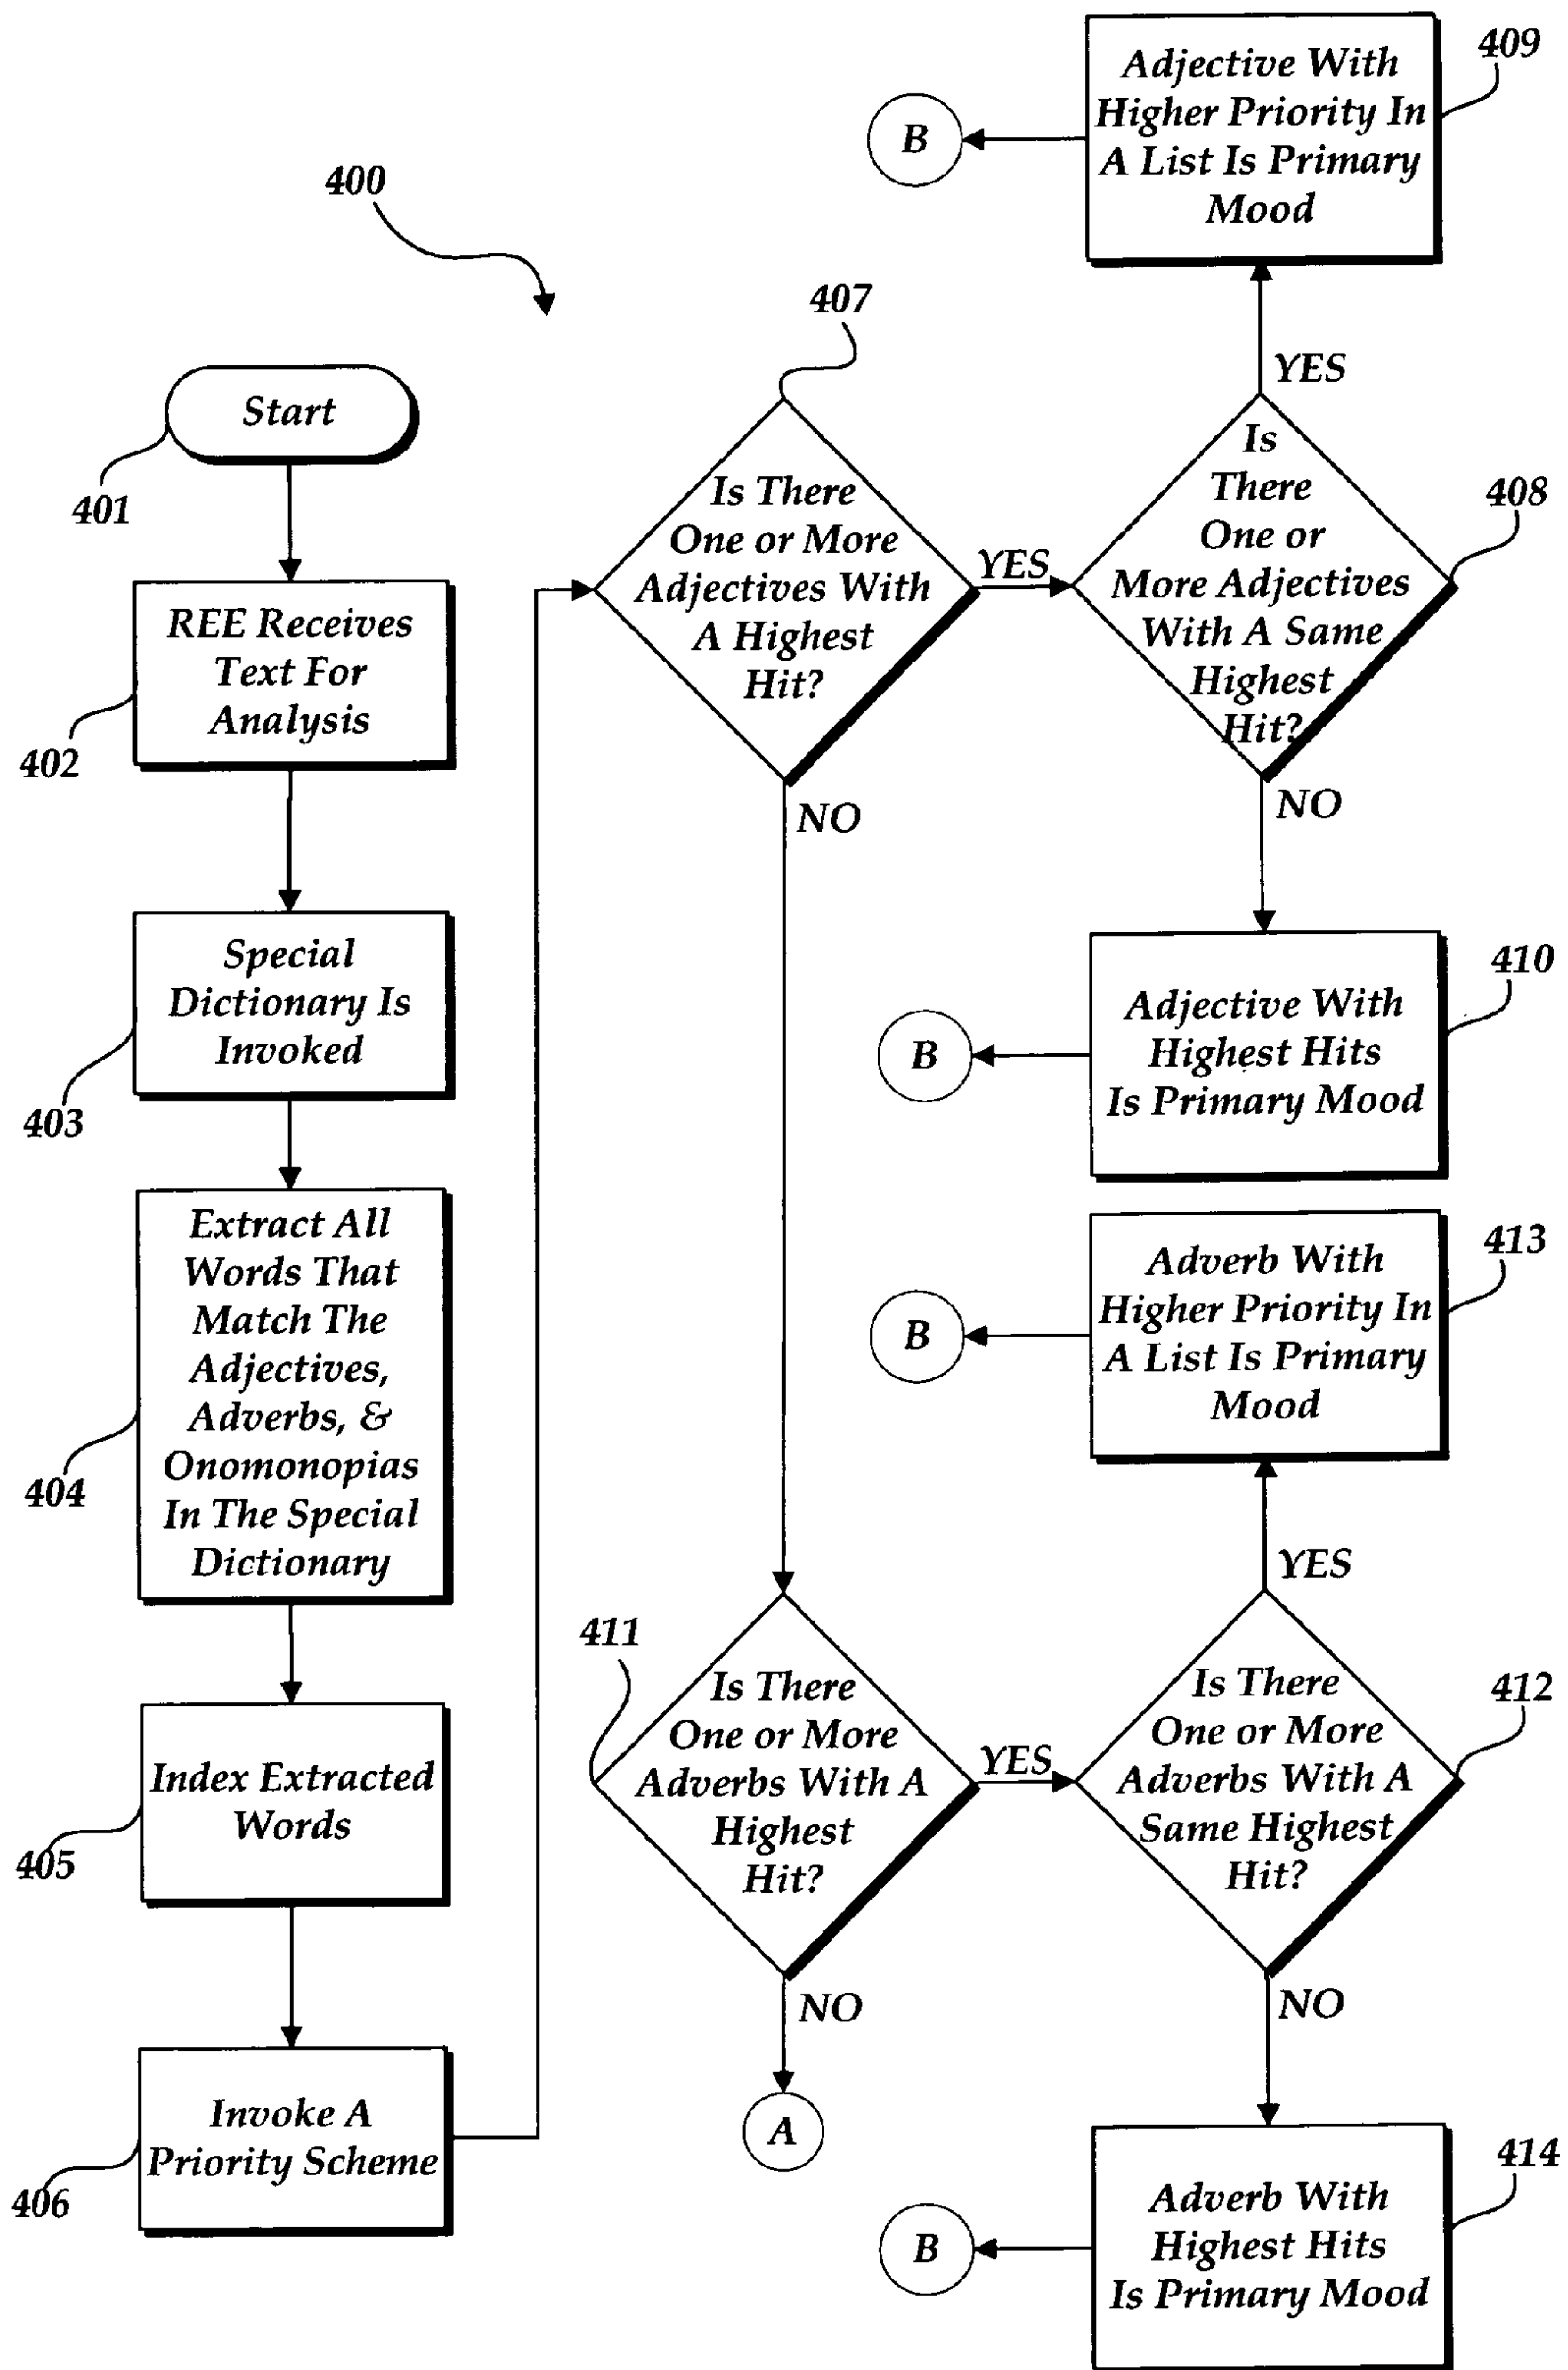 400
Start
401
REE Receives
Text For
Analysis
402
Special
Dictionary Is
Invoked
403
Extract All
Words That
Match The
Adjectives,
Adverbs, &
Onomonopias
In The Special
Dictionary
404
Index Extracted
Words
405
Invoke A
Priority Scheme
406
407
Is There
One or More
Adjectives With
A Highest
Hit?
YES
NO
Is
There
One or
More Adjectives
With A Same
Highest
Hit?
408
YES
NO
Adjective With
Higher Priority In
A List Is Primary
Mood
409
B
Adjective With
Highest Hits
Is Primary Mood
410
B
411
Is There
One or More
Adverbs With A
Highest
Hit?
YES
NO
A
Is There
One or More
Adverbs With A
Same Highest
Hit?
412
YES
NO
Adverb With
Higher Priority In
A List Is Primary
Mood
413
B
Adverb With
Highest Hits
Is Primary Mood
414
B